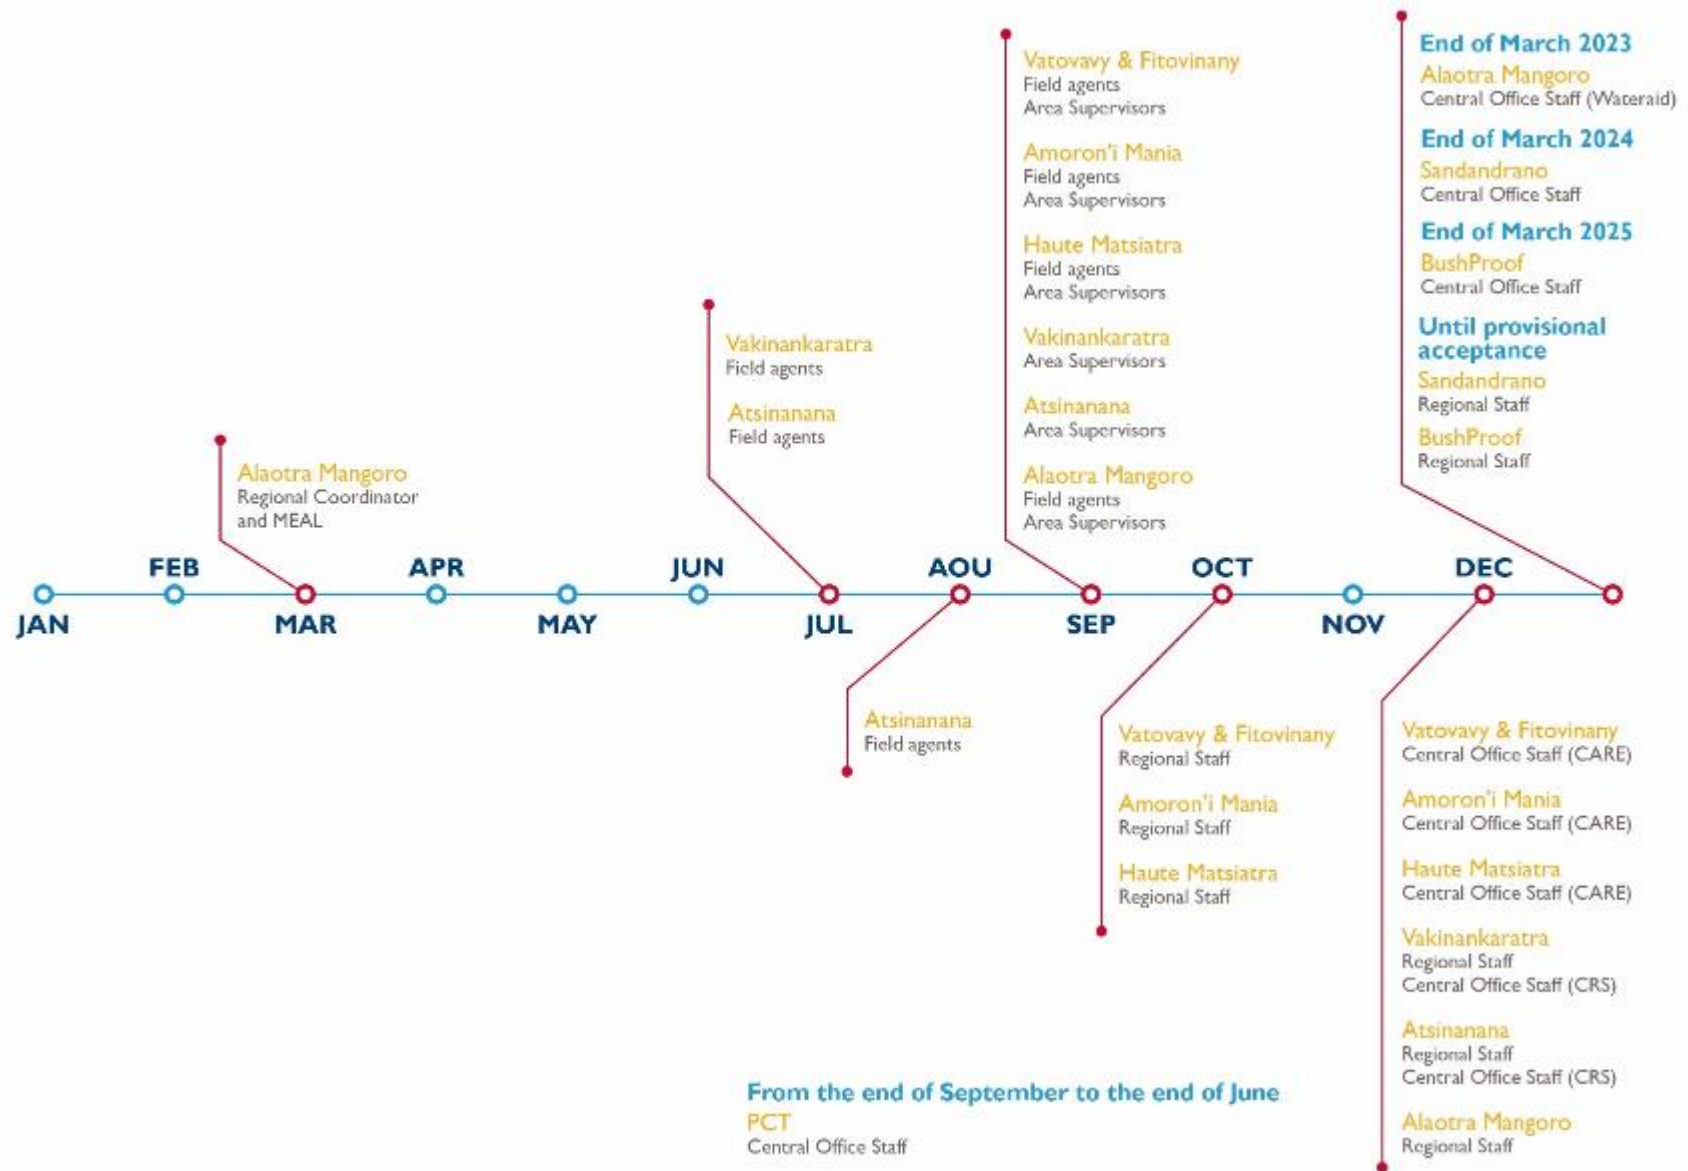 End of March 2023
Alaotra Mangoro
Central Office Staff (Wateraid)
End of March 2024
Sandandrano
Central Office Staff
End of March 2025
BushProof
Central Office Staff
Until provisional
acceptance
Sandandrano
Regional Staff
BushProof
Regional Staff
Vatovavy & Fitovinany
Field agents
Area Supervisors
Amoron'i Mania
Field agents
Area Supervisors
Haute Matsiatra
Field agents
Area Supervisors
Vakinankaratra
Area Supervisors
Atsinanana
Area Supervisors
Alaotra Mangoro
Field agents
Area Supervisors
Vakinankaratra
Field agents
Atsinanana
Field agents
Alaotra Mangoro
Regional Coordinator
and MEAL
JAN
FEB
MAR
APR
MAY
JUN
JUL
AOU
SEP
OCT
NOV
DEC
Atsinanana
Field agents
Vatovavy & Fitovinany
Regional Staff
Amoron'i Mania
Regional Staff
Haute Matsiatra
Regional Staff
Vatovavy & Fitovinany
Central Office Staff (CARE)
Amoron'i Mania
Central Office Staff (CARE)
Haute Matsiatra
Central Office Staff (CARE)
Vakinankaratra
Regional Staff
Central Office Staff (CRS)
Atsinanana
Regional Staff
Central Office Staff (CRS)
Alaotra Mangoro
Regional Staff
From the end of September to the end of June
PCT
Central Office Staff